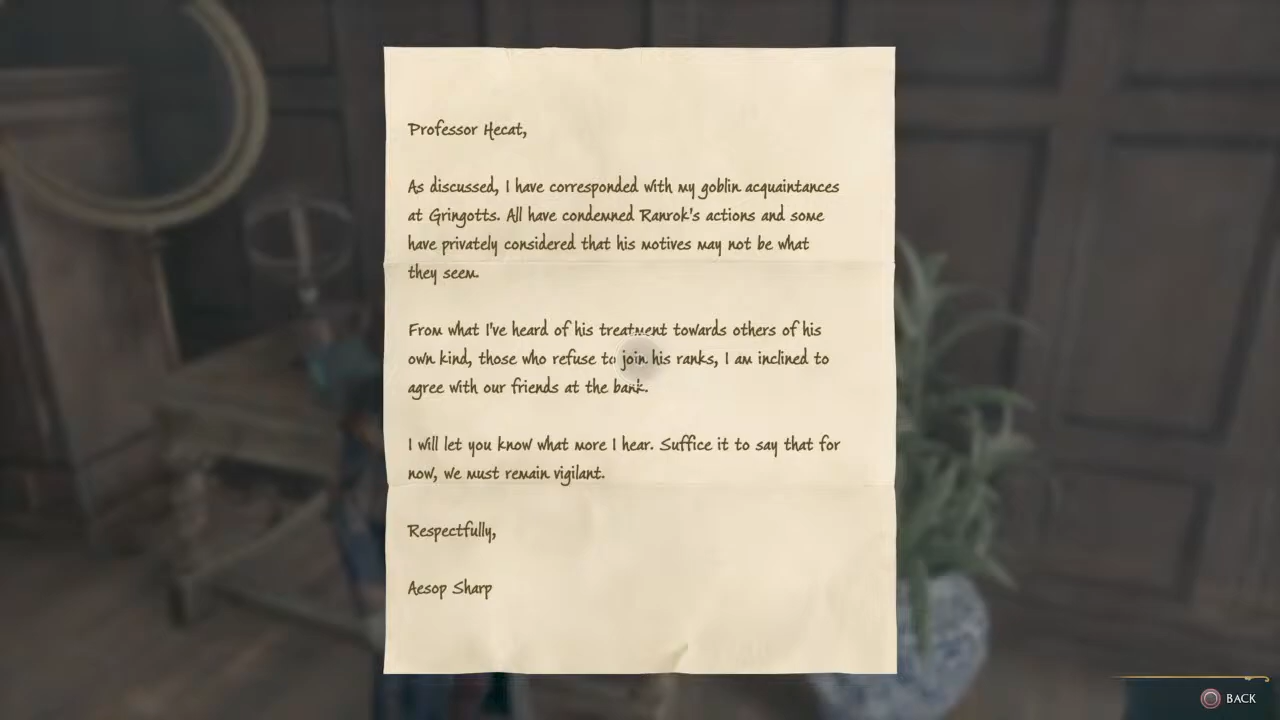 Professor Hecat,
As discussed, I have corresponded with my goblin acquaintances
at Gringotts. All have condemned Ranrok's actions and some
have privately considered that his motives may not be what
they seem.
From what I've heard of his treatment towards others of his
own kind, those who refuse to join his ranks, I am inclined to
agree with our friends at the bank.
I will let you know what more I hear. Suffice it to say that for
now, we must remain vigilant.
Respectfully,
Aesop Sharp
BACK